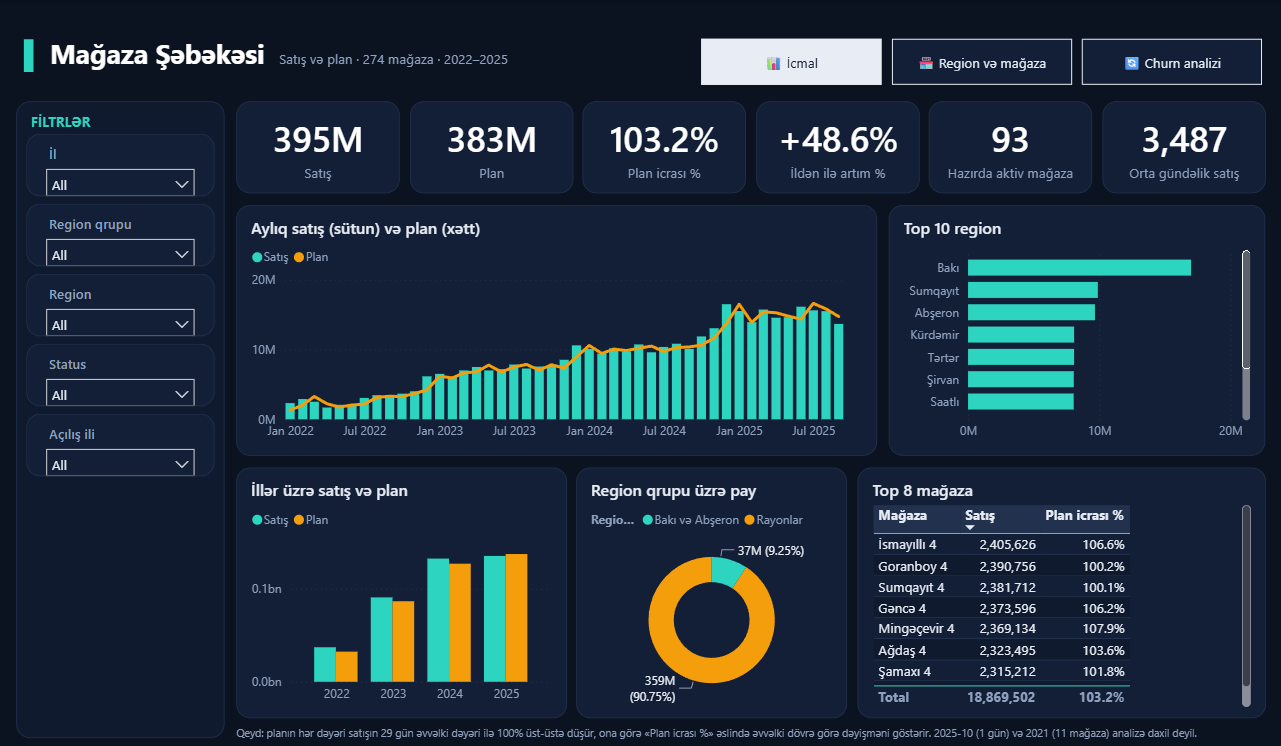 Mağaza Şəbəkəsi
Satış və plan · 274 mağaza · 2022–2025
İcmal
Region və mağaza
Churn analizi
FİLTRLƏR
İl
All
Region qrupu
All
Region
All
Status
All
Açılış ili
All
395M
Satış
383M
Plan
103.2%
Plan icrası %
+48.6%
İldən ilə artım %
93
Hazırda aktiv mağaza
3,487
Orta gündəlik satış
Aylıq satış (sütun) və plan (xətt)
Satış Plan
20M
10M
0M
Jan 2022 Jul 2022 Jan 2023 Jul 2023 Jan 2024 Jul 2024 Jan 2025 Jul 2025
Top 10 region
Bakı
Sumqayıt
Abşeron
Kürdəmir
Tərtər
Şirvan
Saatlı
0M 10M 20M
İllər üzrə satış və plan
Satış Plan
0.1bn
0.0bn
2022 2023 2024 2025
Region qrupu üzrə pay
Regio... Bakı və Abşeron Rayonlar
37M (9.25%)
359M
(90.75%)
Top 8 mağaza
Mağaza Satış Plan icrası %
İsmayıllı 4 2,405,626 106.6%
Goranboy 4 2,390,756 100.2%
Sumqayıt 4 2,381,712 100.1%
Gəncə 4 2,373,596 106.2%
Mingəçevir 4 2,369,134 107.9%
Ağdaş 4 2,323,495 103.6%
Şamaxı 4 2,315,212 101.8%
Total 18,869,502 103.2%
Qeyd: planın hər dəyəri satışın 29 gün əvvəlki dəyəri ilə 100% üst-üstə düşür, ona görə «Plan icrası %» əslində əvvəlki dövrə görə dəyişməni göstərir. 2025-10 (1 gün) və 2021 (11 mağaza) analizə daxil deyil.